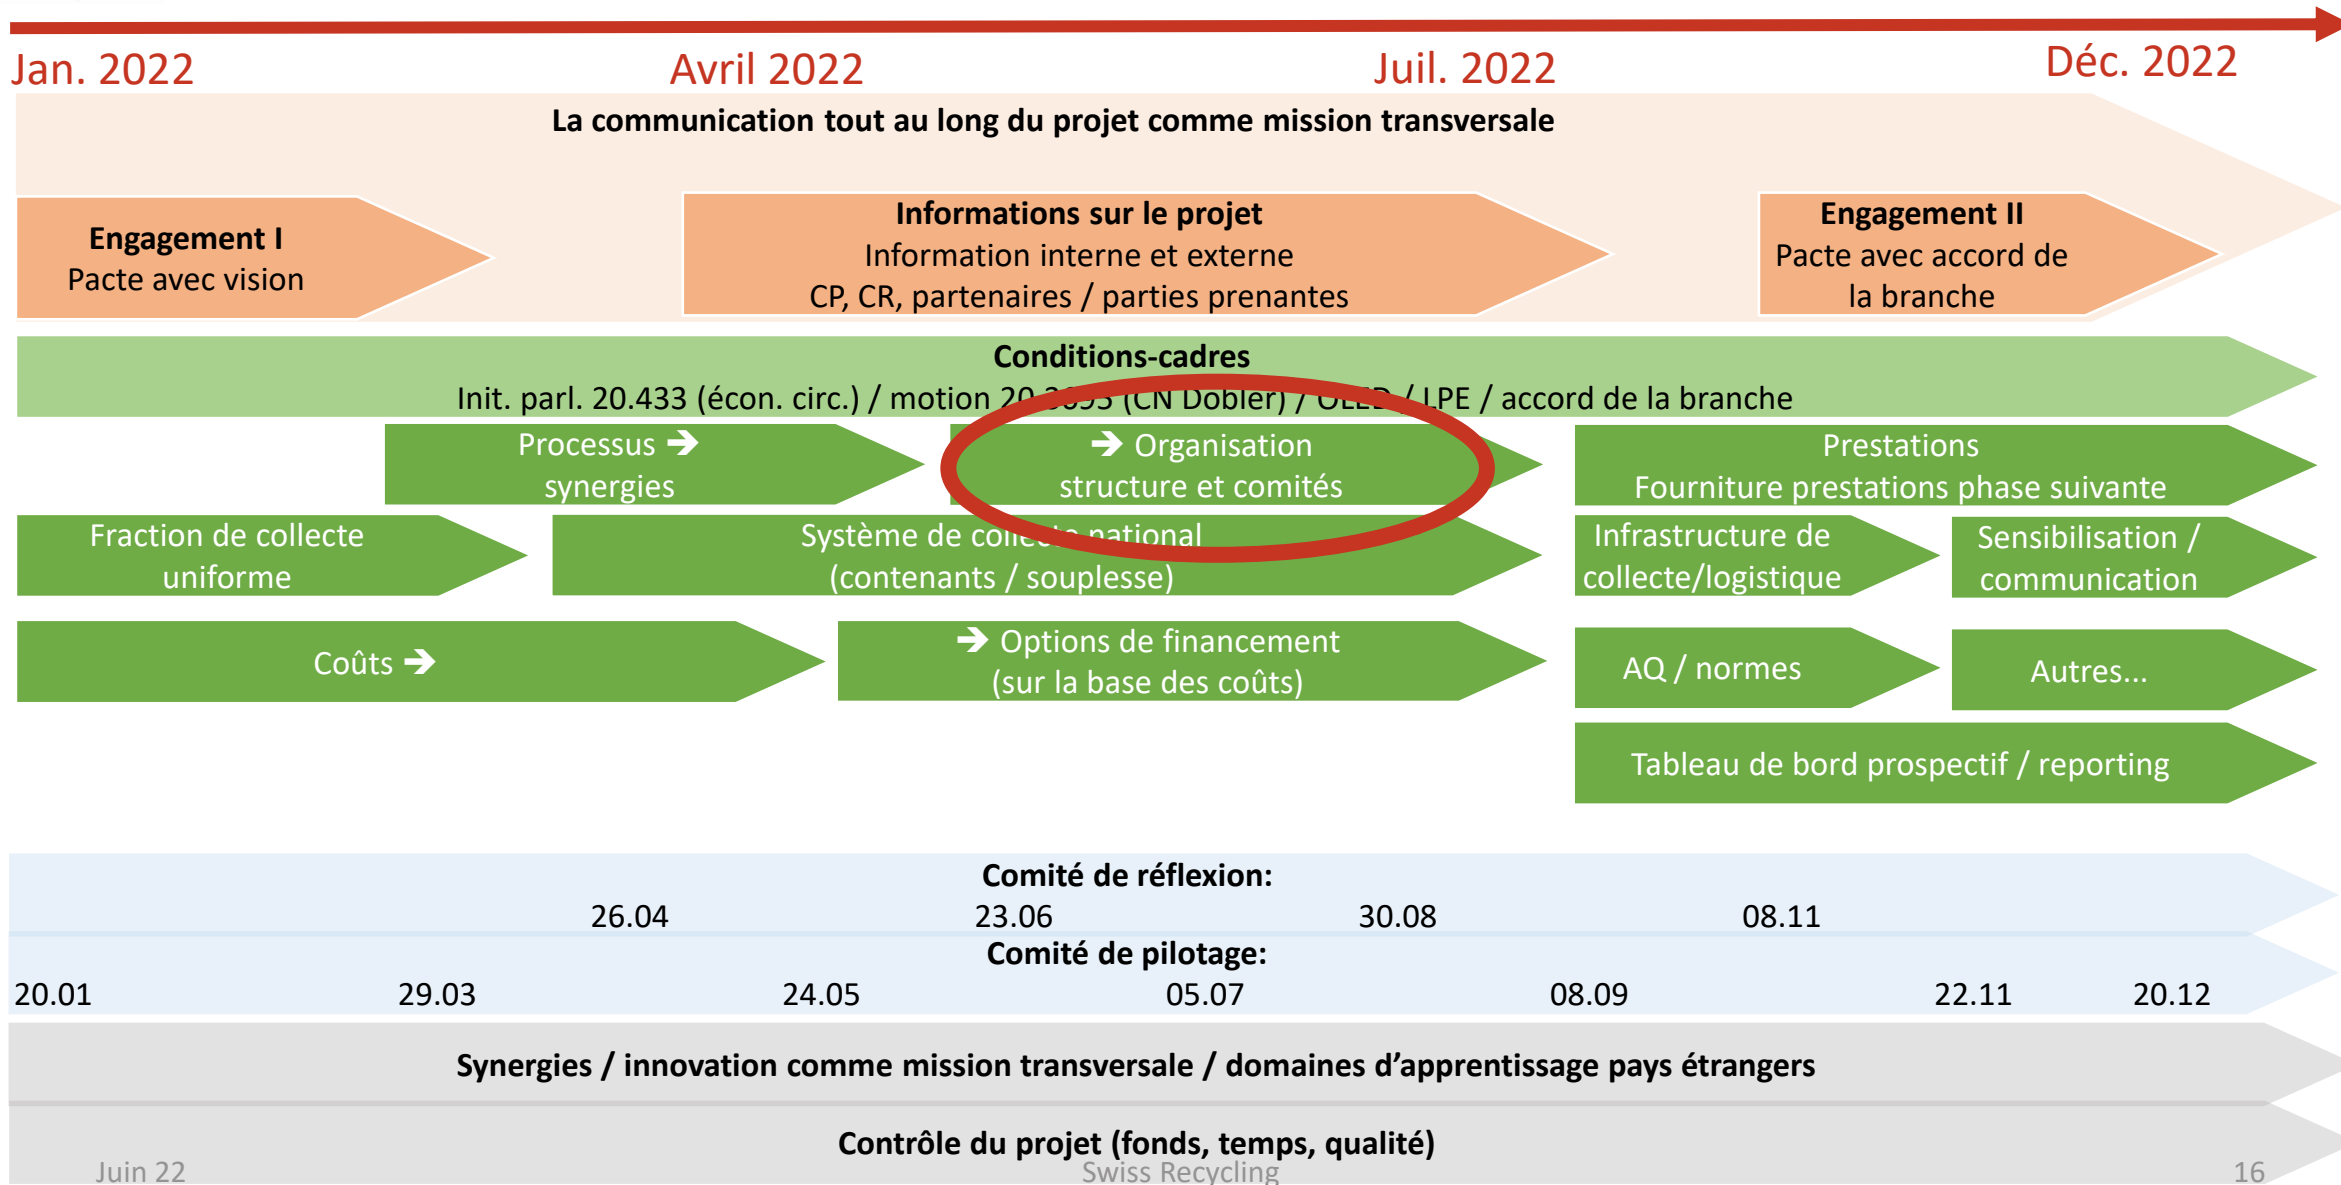 Jan. 2022 Avril 2022 Juil. 2022 Déc. 2022
La communication tout au long du projet comme mission transversale
Engagement I
Pacte avec vision
Informations sur le projet
Information interne et externe
CP, CR, partenaires / parties prenantes
Engagement II
Pacte avec accord de
la branche
Conditions-cadres
Init. parl. 20.433 (écon. circ.) / motion (CN Dobler) / OLED / LPE / accord de la branche
Processus ➔
synergies
➔ Organisation
structure et comités
Prestations
Fourniture prestations phase suivante
Fraction de collecte
uniforme
Système de collecte national
(contenants / souplesse)
Infrastructure de
collecte/logistique
Sensibilisation /
communication
Coûts ➔
➔ Options de financement
(sur la base des coûts)
AQ / normes
Autres...
Tableau de bord prospectif / reporting
Comité de réflexion:
26.04 23.06 30.08 08.11
Comité de pilotage:
20.01 29.03 24.05 05.07 08.09 22.11 20.12
Synergies / innovation comme mission transversale / domaines d'apprentissage pays étrangers
Contrôle du projet (fonds, temps, qualité)
Juin 22 Swiss Recycling 16